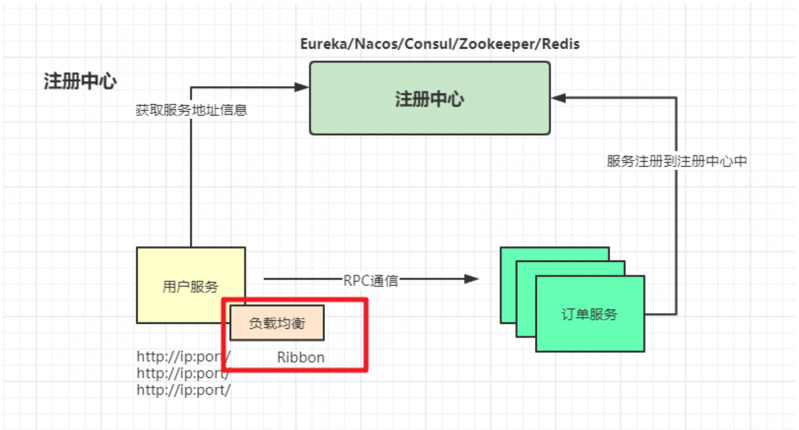 Eureka/Nacos/Consul/Zookeeper/Redis
注册中心
注册中心
获取服务地址信息
服务注册到注册中心中
用户服务
RPC通信
订单服务
负载均衡
http://ip:port/
Ribbon
http://ip:port/
http://ip:port/